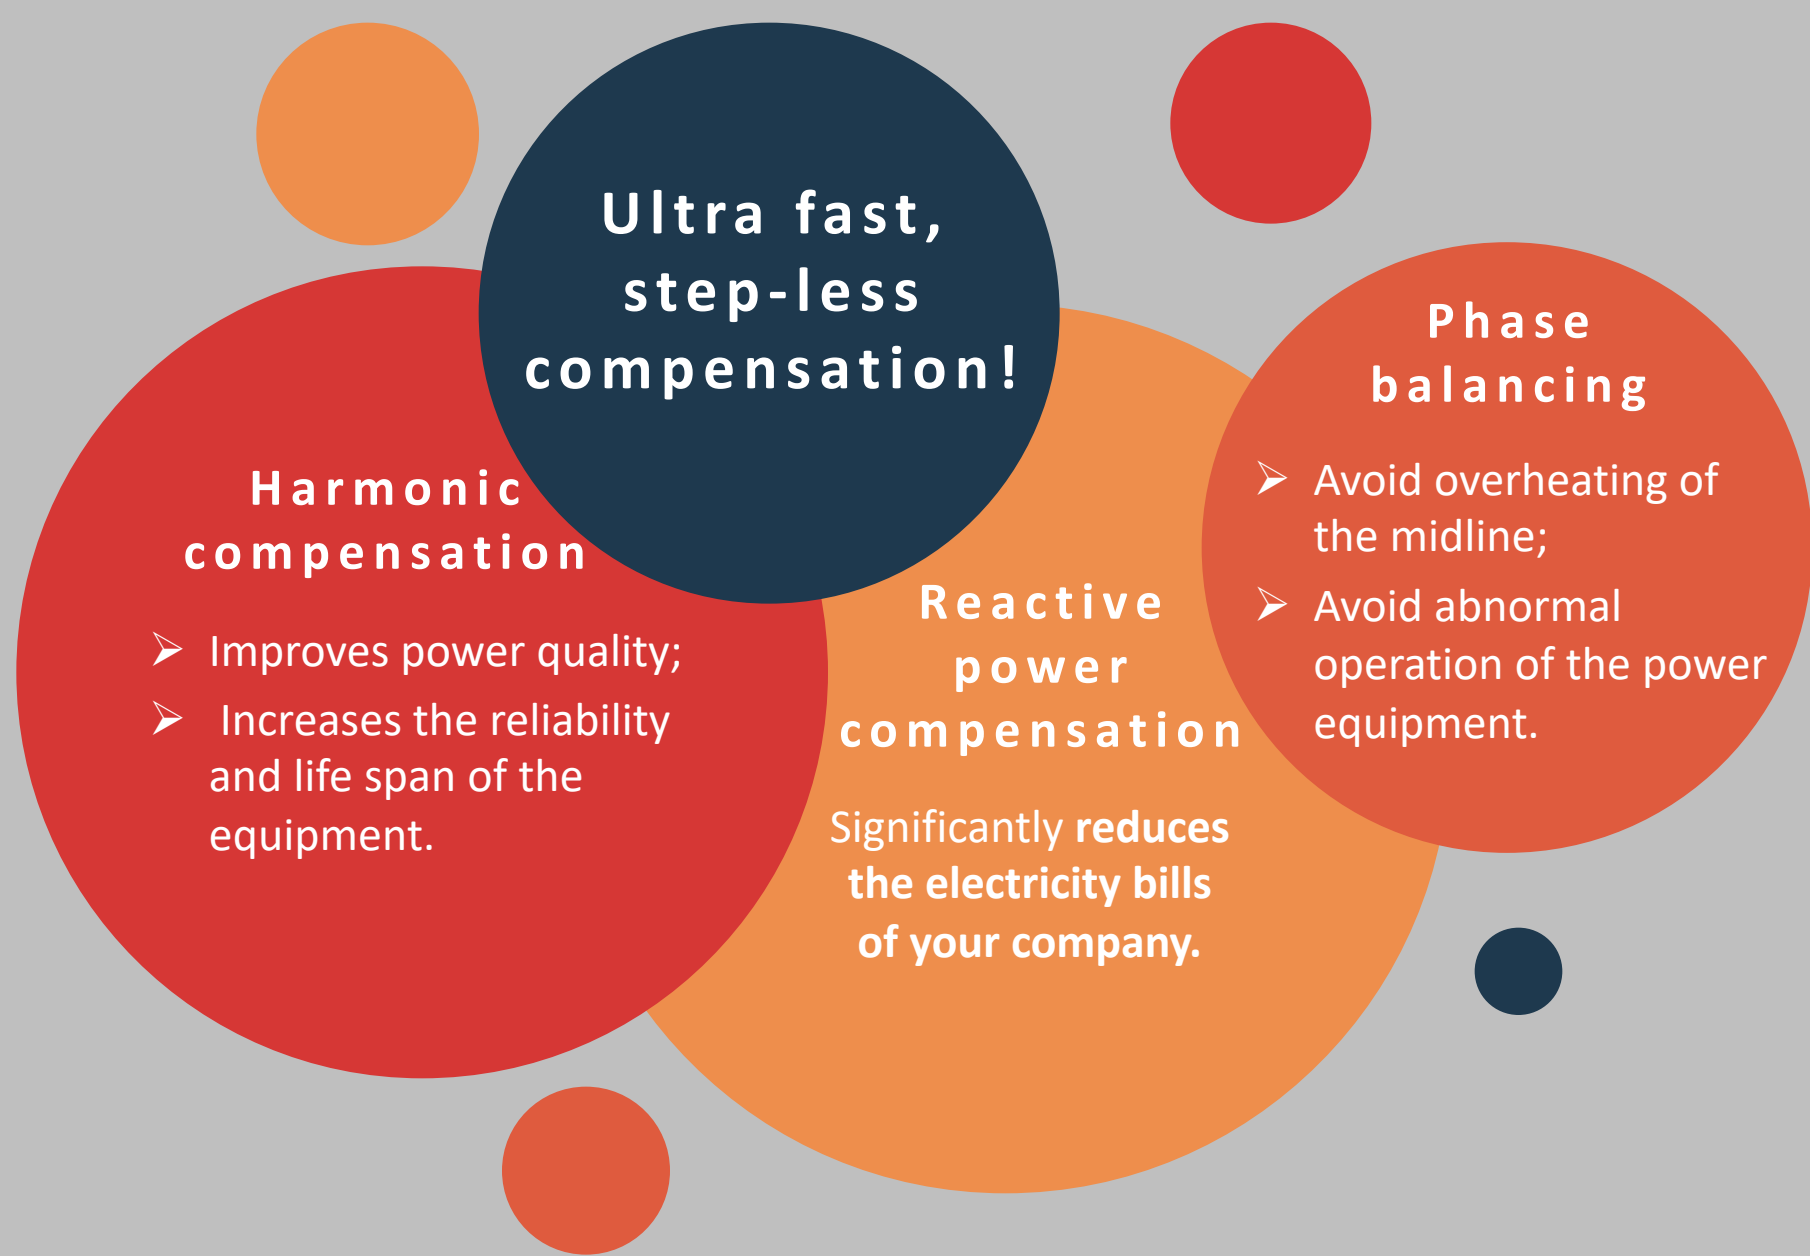 Ultra fast,
step-less
compensation!
Harmonic
compensation
➢ Improves power quality;
➢ Increases the reliability
and life span of the
equipment.
Reactive
power
compensation
Significantly reduces
the electricity bills
of your company.
Phase
balancing
➢ Avoid overheating of
the midline;
➢ Avoid abnormal
operation of the power
equipment.